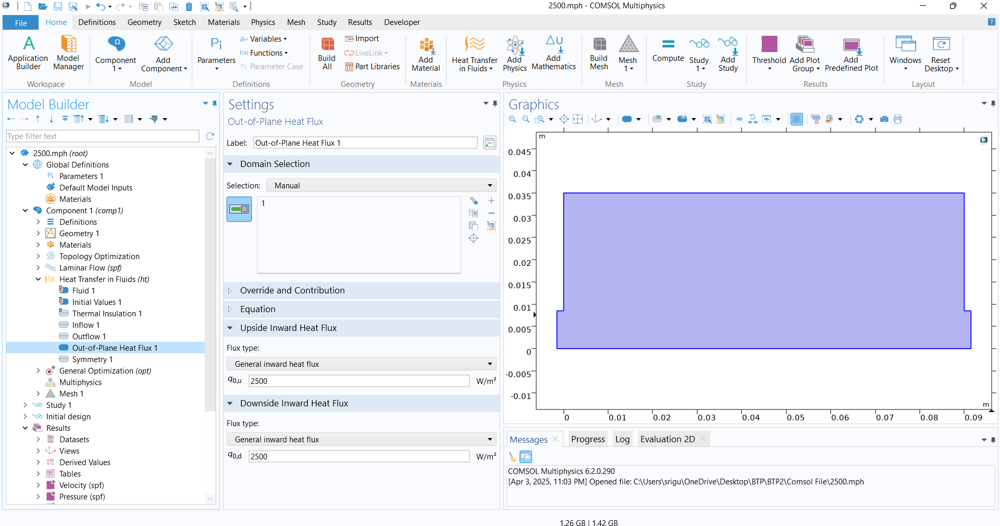 2500.mph - COMSOL Multiphysics
File Home Definitions Geometry Sketch Materials Physics Mesh Study Results Developer
Application Builder
Model Manager
Workspace
Component 1
Add Component
Model
Pi
Parameters
a= Variables
f(x) Functions
Pi Parameter Case
Definitions
Build All
Import
LiveLink
Part Libraries
Geometry
Add Material
Materials
Heat Transfer in Fluids
Add Physics
Δu
Add Mathematics
Physics
Build Mesh
Mesh 1
Mesh
Compute
Study 1
Add Study
Study
Threshold
Add Plot Group
Add Predefined Plot
Results
Windows
Reset Desktop
Layout
Model Builder
Type filter text
2500.mph (root)
Global Definitions
Pi Parameters 1
Default Model Inputs
Materials
Component 1 (comp1)
Definitions
Geometry 1
Materials
Topology Optimization
Laminar Flow (spf)
Heat Transfer in Fluids (ht)
Fluid 1
Initial Values 1
Thermal Insulation 1
Inflow 1
Outflow 1
Out-of-Plane Heat Flux 1
Symmetry 1
General Optimization (opt)
Multiphysics
Mesh 1
Study 1
Initial design
Results
Datasets
Views
Derived Values
Tables
Velocity (spf)
Pressure (spf)
Settings
Out-of-Plane Heat Flux
Label: Out-of-Plane Heat Flux 1
Domain Selection
Selection: Manual
1
Override and Contribution
Equation
Upside Inward Heat Flux
Flux type:
General inward heat flux
q0,u 2500 W/m²
Downside Inward Heat Flux
Flux type:
General inward heat flux
q0,d 2500 W/m²
Graphics
m
0.045
0.04
0.035
0.03
0.025
0.02
0.015
0.01
0.005
0
-0.005
-0.01
m
0 0.01 0.02 0.03 0.04 0.05 0.06 0.07 0.08 0.09
Messages Progress Log Evaluation 2D
COMSOL Multiphysics 6.2.0.290
[Apr 3, 2025, 11:03 PM] Opened file: C:\Users\srigu\OneDrive\Desktop\BTP\BTP2\Comsol File\2500.mph
1.26 GB | 1.42 GB